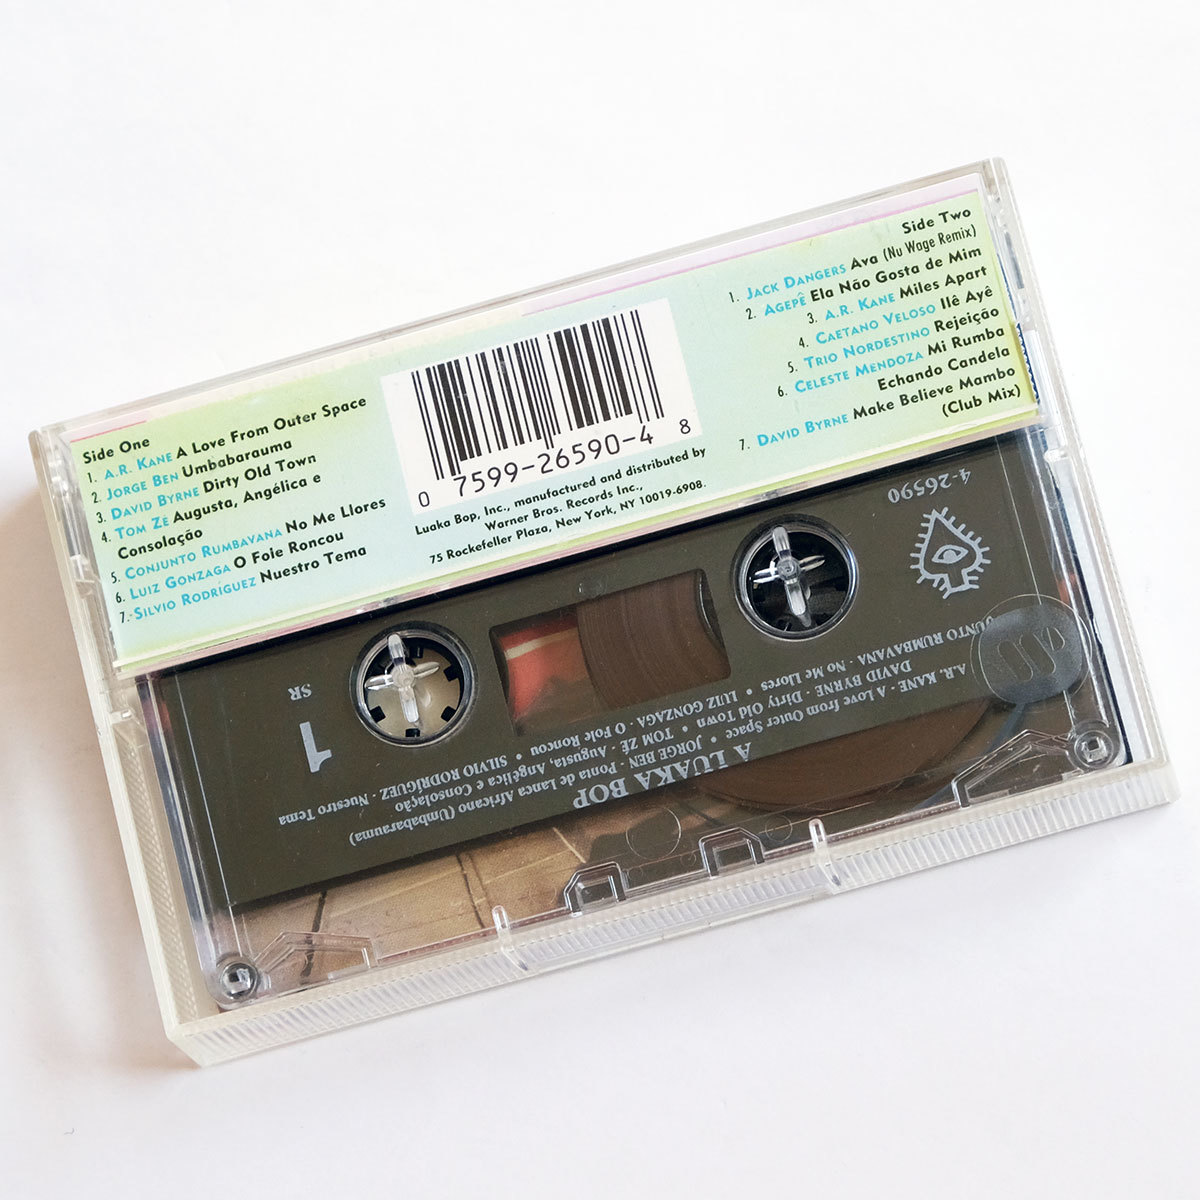 Side One
1. A.R. KANE A Love From Outer Space
2. JORGE BEN Umbabarauma
3. DAVID BYRNE Dirty Old Town
4. TOM ZÉ Augusta, Angélica e
Consolação
5. CONJUNTO RUMBAVANA No Me Llores
6. LUIZ GONZAGA O Fole Roncou
7. SILVIO RODRÍGUEZ Nuestro Tema
0 7599-26590-4 8
Luaka Bop, Inc., manufactured and distributed by
Warner Bros. Records Inc.,
75 Rockefeller Plaza, New York, NY 10019-6908.
Side Two
1. JACK DANGERS Ava (Nu Wage Remix)
2. AGEPÊ Ela Não Gosta de Mim
3. A.R. KANE Miles Apart
4. CAETANO VELOSO Ilê Ayê
5. TRIO NORDESTINO Rejeição
6. CELESTE MENDOZA Mi Rumba
Echando Candela
7. DAVID BYRNE Make Believe Mambo
(Club Mix)
A LUAKA BOP
A.R. KANE - A Love from Outer Space • JORGE BEN - Ponta de Lanca Africano (Umbabarauma)
DAVID BYRNE - Dirty Old Town • TOM ZÉ - Augusta, Angélica e Consolação
JUNTO RUMBAVANA - No Me Llores • LUIZ GONZAGA - O Fole Roncou • SILVIO RODRÍGUEZ - Nuestro Tema
4-26590
1
SR